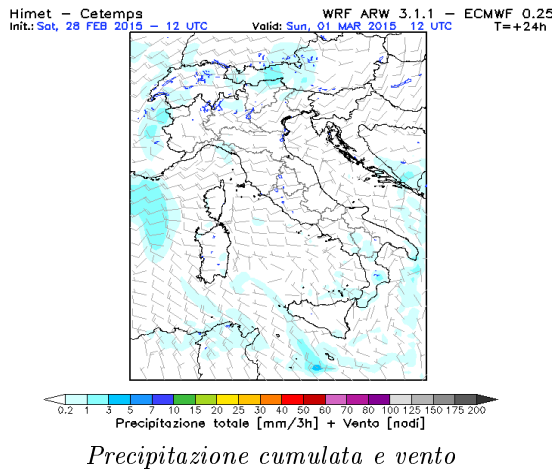 Himet – Cetemps WRF ARW 3.1.1 – ECMWF 0.25
Init.: Sat, 28 FEB 2015 – 12 UTC Valid: Sun, 01 MAR 2015 12 UTC T=+24h
0.2 1 3 5 7 10 15 20 25 30 40 50 60 70 80 100 125 150 175 200
Precipitazione totale [mm/3h] + Vento [nodi]
Precipitazione cumulata e vento